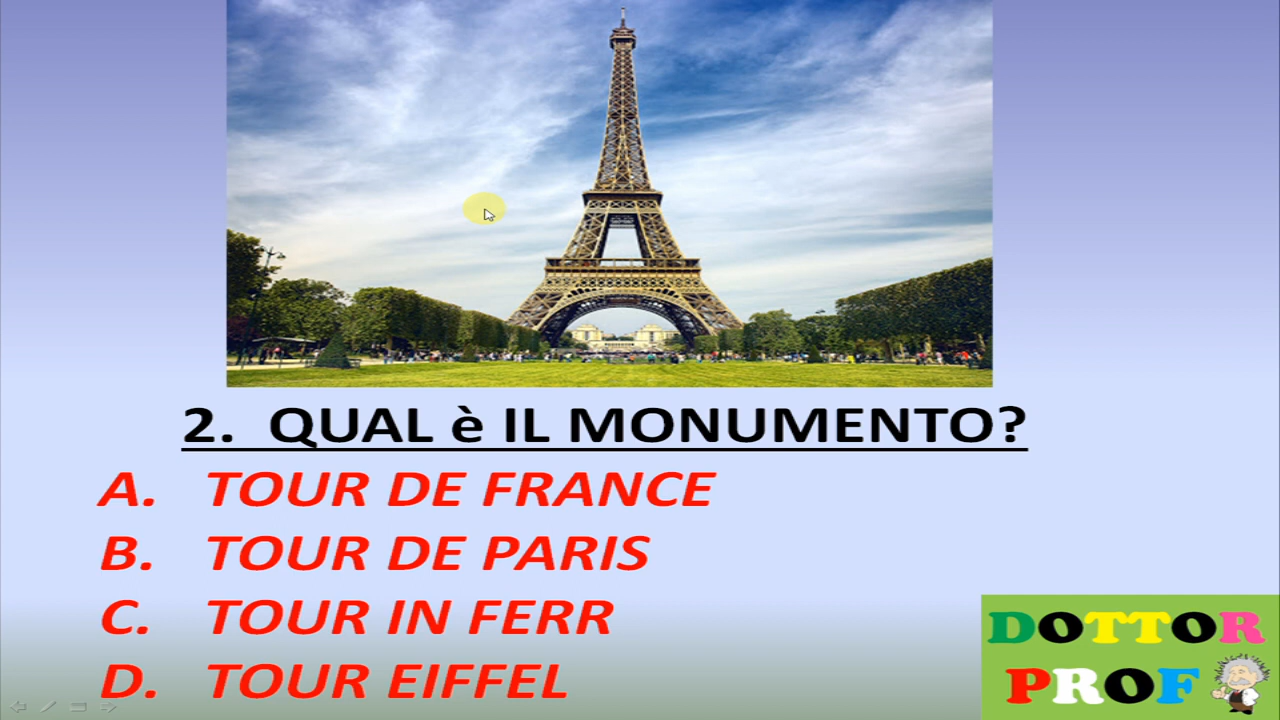 2. QUAL è IL MONUMENTO?
A. TOUR DE FRANCE
B. TOUR DE PARIS
C. TOUR IN FERR
D. TOUR EIFFEL
DOTTOR
PROF